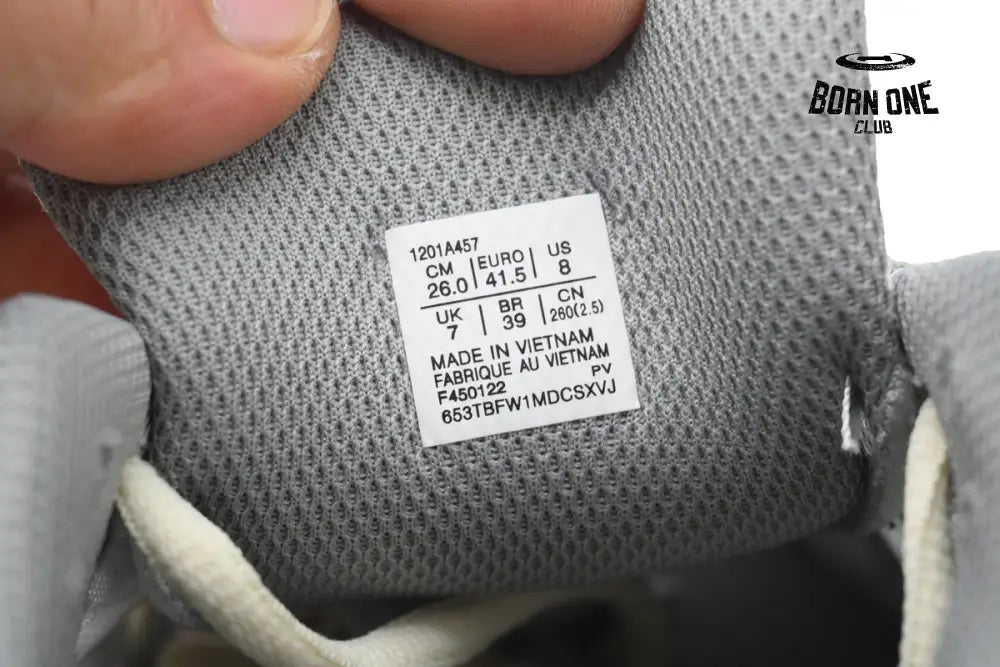 BORN ONE
CLUB
1201A457
CM EURO US
26.0 41.5 8
UK BR CN
7 39 260(2.5)
MADE IN VIETNAM
FABRIQUE AU VIETNAM
F450122 PV
653TBFW1MDCSXVJ